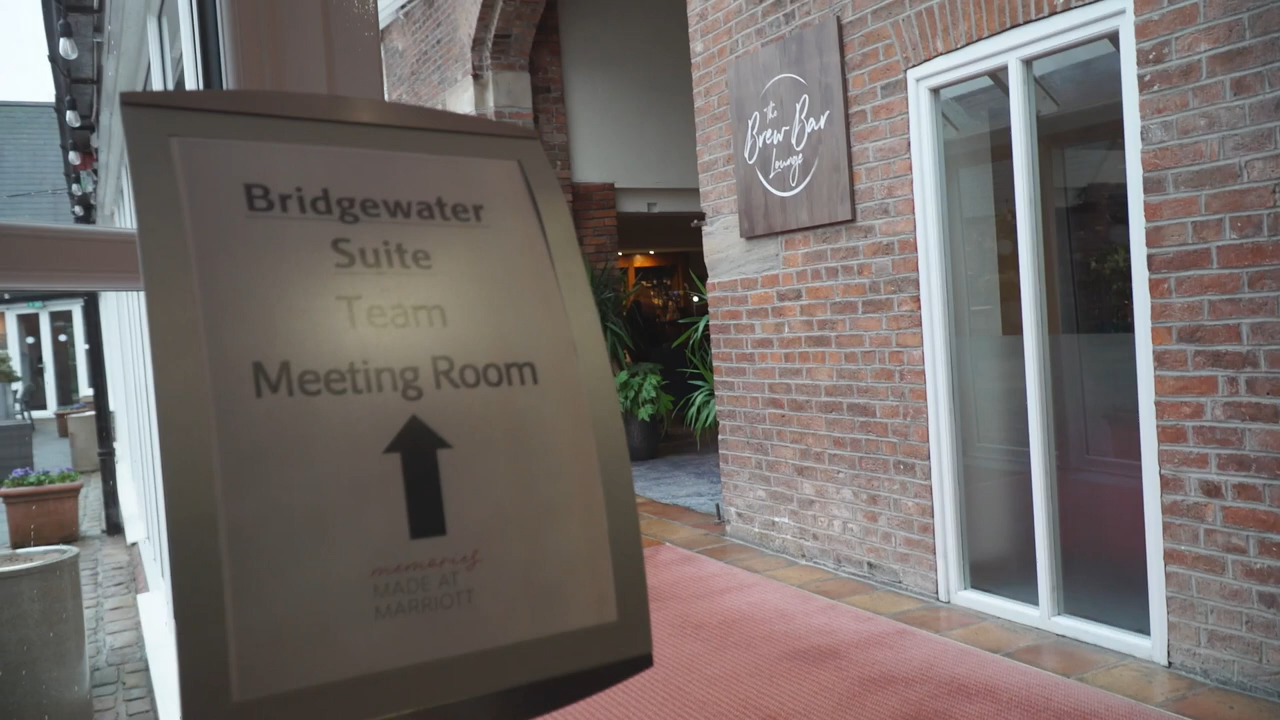 Bridgewater
Suite
Team
Meeting Room
memories
MADE AT
MARRIOTT
The
Brew Bar
Lounge